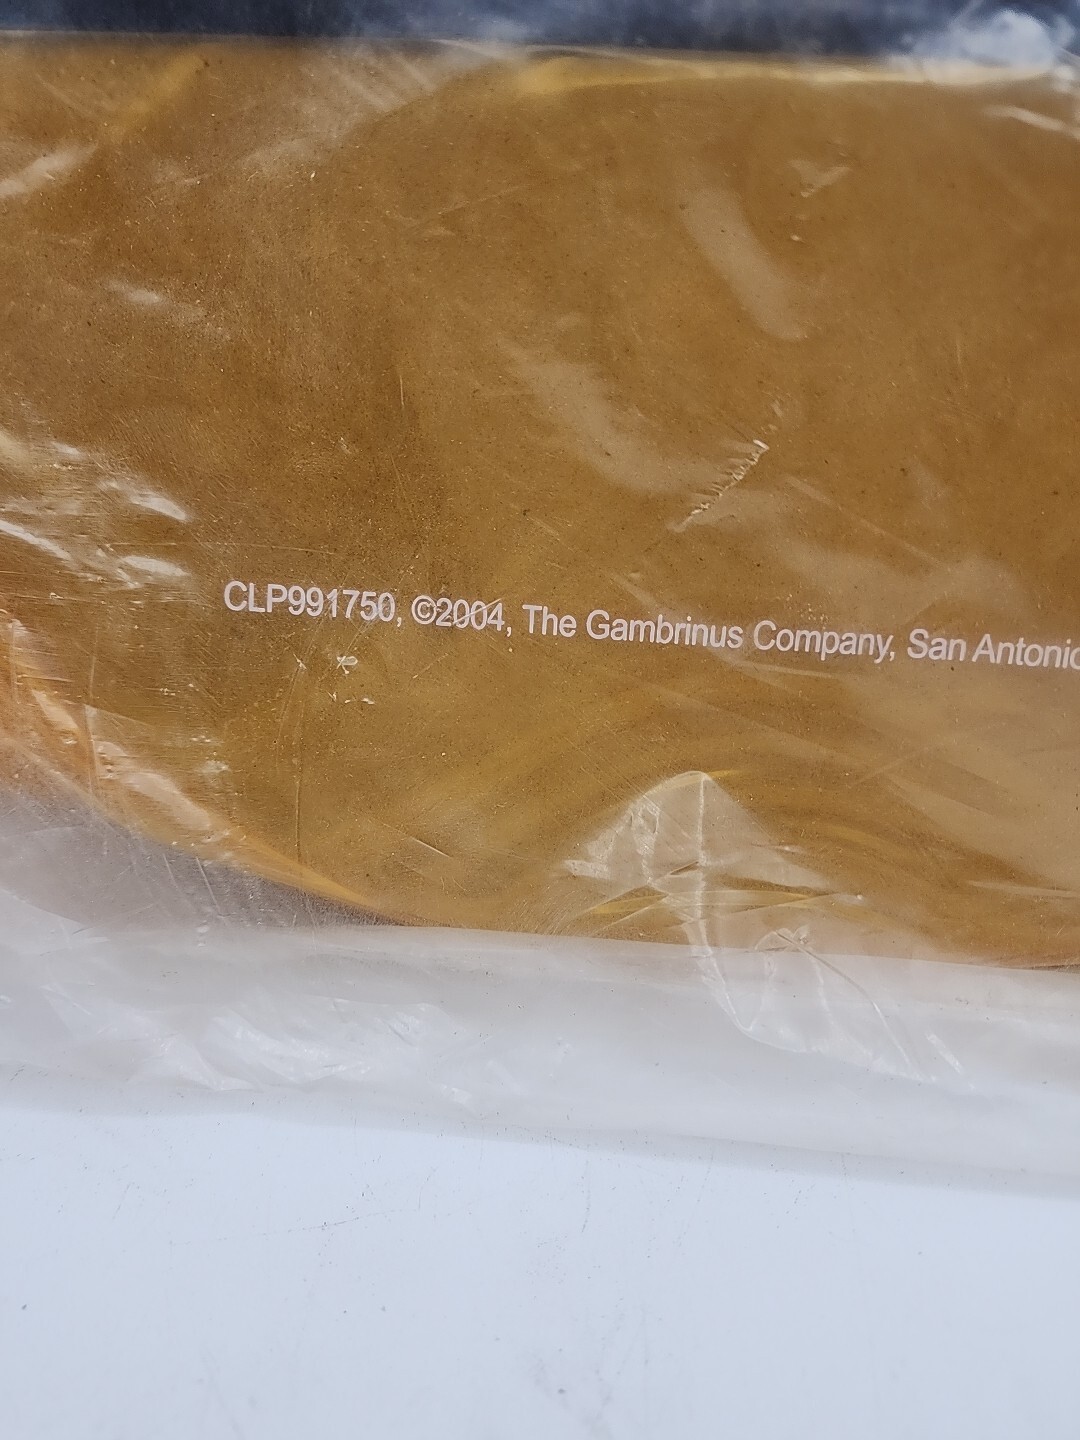 CLP991750, ©2004, The Gambrinus Company, San Antonio